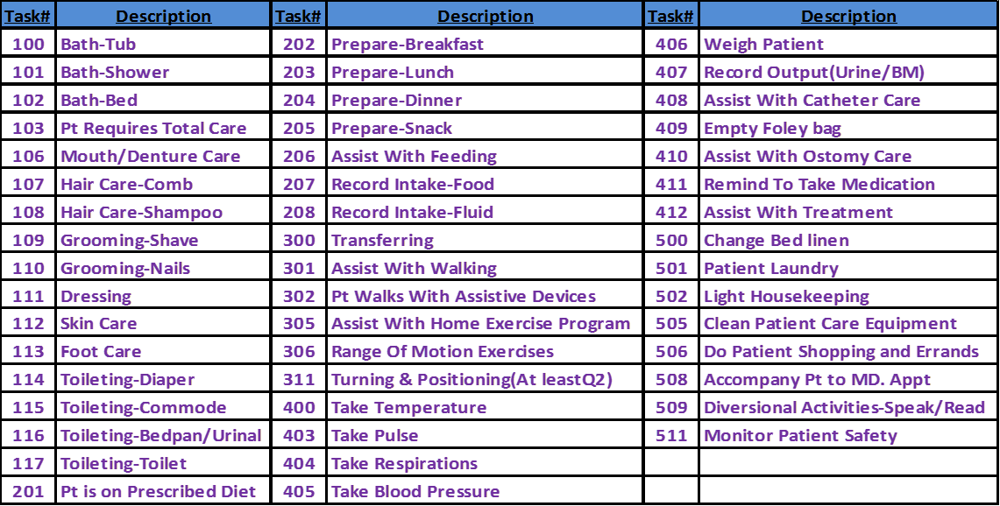 Task# Description Task# Description Task# Description
100 Bath-Tub 202 Prepare-Breakfast 406 Weigh Patient
101 Bath-Shower 203 Prepare-Lunch 407 Record Output(Urine/BM)
102 Bath-Bed 204 Prepare-Dinner 408 Assist With Catheter Care
103 Pt Requires Total Care 205 Prepare-Snack 409 Empty Foley bag
106 Mouth/Denture Care 206 Assist With Feeding 410 Assist With Ostomy Care
107 Hair Care-Comb 207 Record Intake-Food 411 Remind To Take Medication
108 Hair Care-Shampoo 208 Record Intake-Fluid 412 Assist With Treatment
109 Grooming-Shave 300 Transferring 500 Change Bed linen
110 Grooming-Nails 301 Assist With Walking 501 Patient Laundry
111 Dressing 302 Pt Walks With Assistive Devices 502 Light Housekeeping
112 Skin Care 305 Assist With Home Exercise Program 505 Clean Patient Care Equipment
113 Foot Care 306 Range Of Motion Exercises 506 Do Patient Shopping and Errands
114 Toileting-Diaper 311 Turning & Positioning(At leastQ2) 508 Accompany Pt to MD. Appt
115 Toileting-Commode 400 Take Temperature 509 Diversional Activities-Speak/Read
116 Toileting-Bedpan/Urinal 403 Take Pulse 511 Monitor Patient Safety
117 Toileting-Toilet 404 Take Respirations
201 Pt is on Prescribed Diet 405 Take Blood Pressure